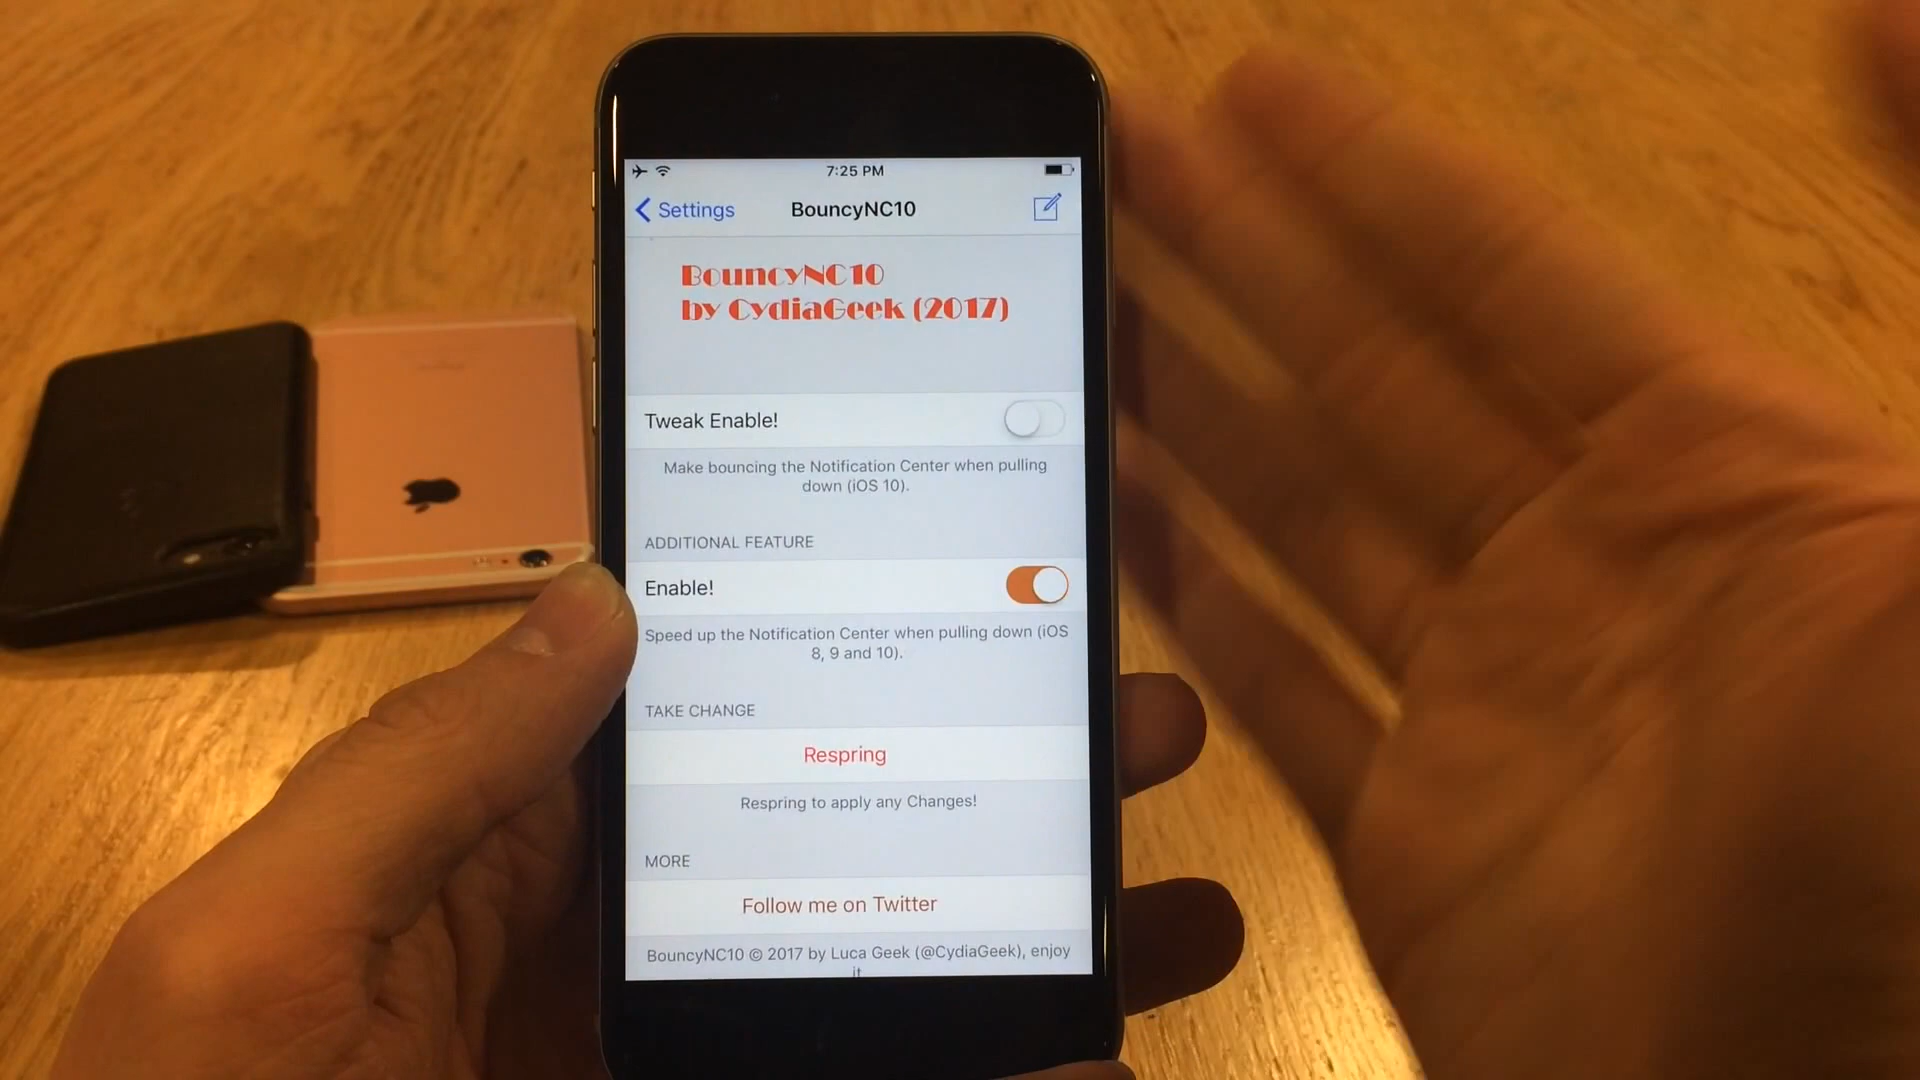 7:25 PM
Settings
BouncyNC10
BouncyNC10
by CydiaGeek (2017)
Tweak Enable!
Make bouncing the Notification Center when pulling
down (iOS 10).
ADDITIONAL FEATURE
Enable!
Speed up the Notification Center when pulling down (iOS
8, 9 and 10).
TAKE CHANGE
Respring
Respring to apply any Changes!
MORE
Follow me on Twitter
BouncyNC10 © 2017 by Luca Geek (@CydiaGeek), enjoy
it